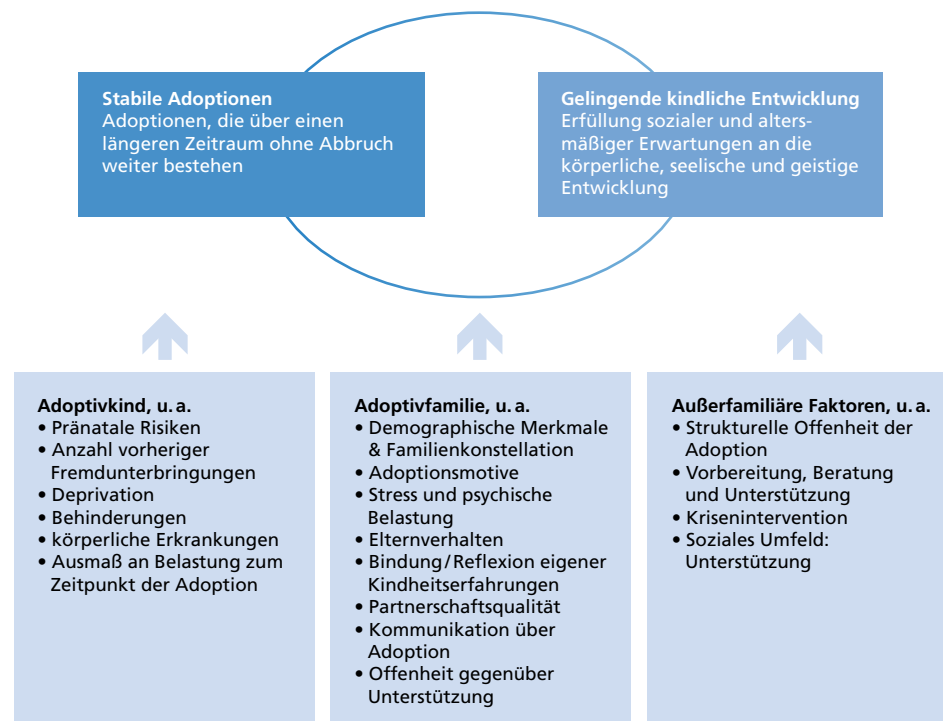 Stabile Adoptionen
Adoptionen, die über einen
längeren Zeitraum ohne Abbruch
weiter bestehen
Gelingende kindliche Entwicklung
Erfüllung sozialer und alters-
mäßiger Erwartungen an die
körperliche, seelische und geistige
Entwicklung
Adoptivkind, u. a.
• Pränatale Risiken
• Anzahl vorheriger
Fremdunterbringungen
• Deprivation
• Behinderungen
• körperliche Erkrankungen
• Ausmaß an Belastung zum
Zeitpunkt der Adoption
Adoptivfamilie, u. a.
• Demographische Merkmale
& Familienkonstellation
• Adoptionsmotive
• Stress und psychische
Belastung
• Elternverhalten
• Bindung/Reflexion eigener
Kindheitserfahrungen
• Partnerschaftsqualität
• Kommunikation über
Adoption
• Offenheit gegenüber
Unterstützung
Außerfamiliäre Faktoren, u. a.
• Strukturelle Offenheit der
Adoption
• Vorbereitung, Beratung
und Unterstützung
• Krisenintervention
• Soziales Umfeld:
Unterstützung